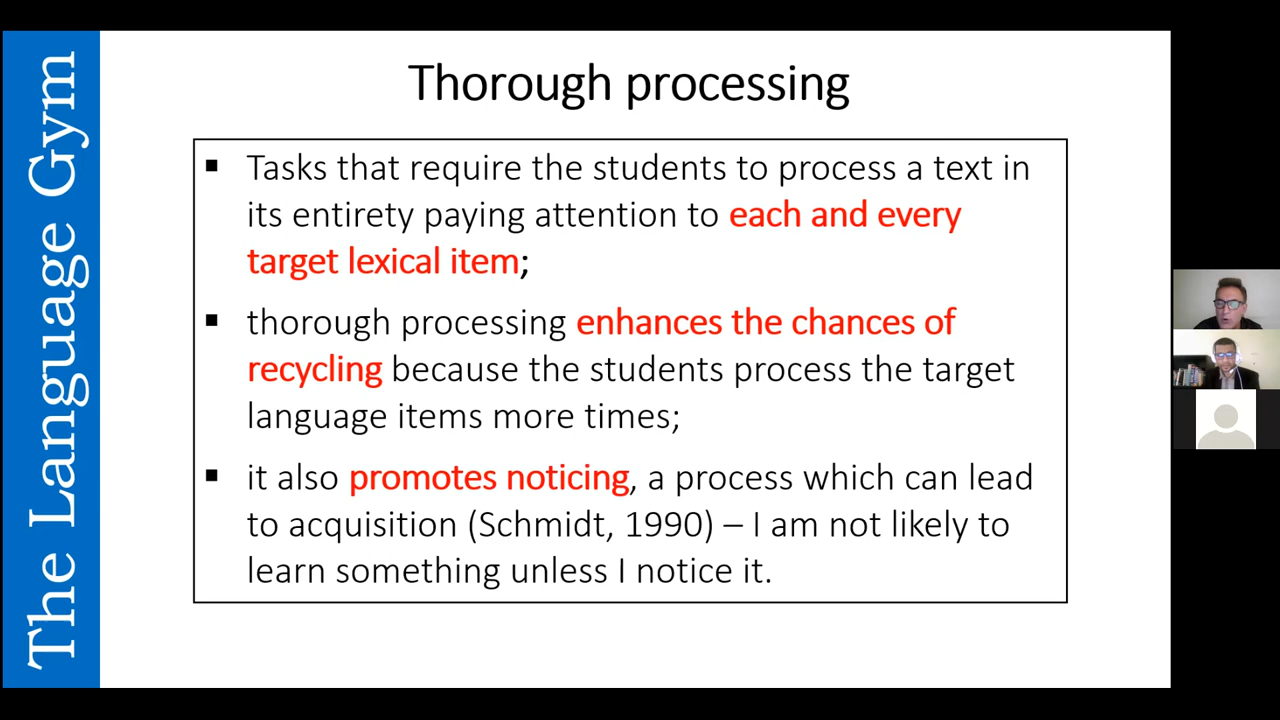 The Language Gym
Thorough processing
▪ Tasks that require the students to process a text in
its entirety paying attention to each and every
target lexical item;
▪ thorough processing enhances the chances of
recycling because the students process the target
language items more times;
▪ it also promotes noticing, a process which can lead
to acquisition (Schmidt, 1990) – I am not likely to
learn something unless I notice it.